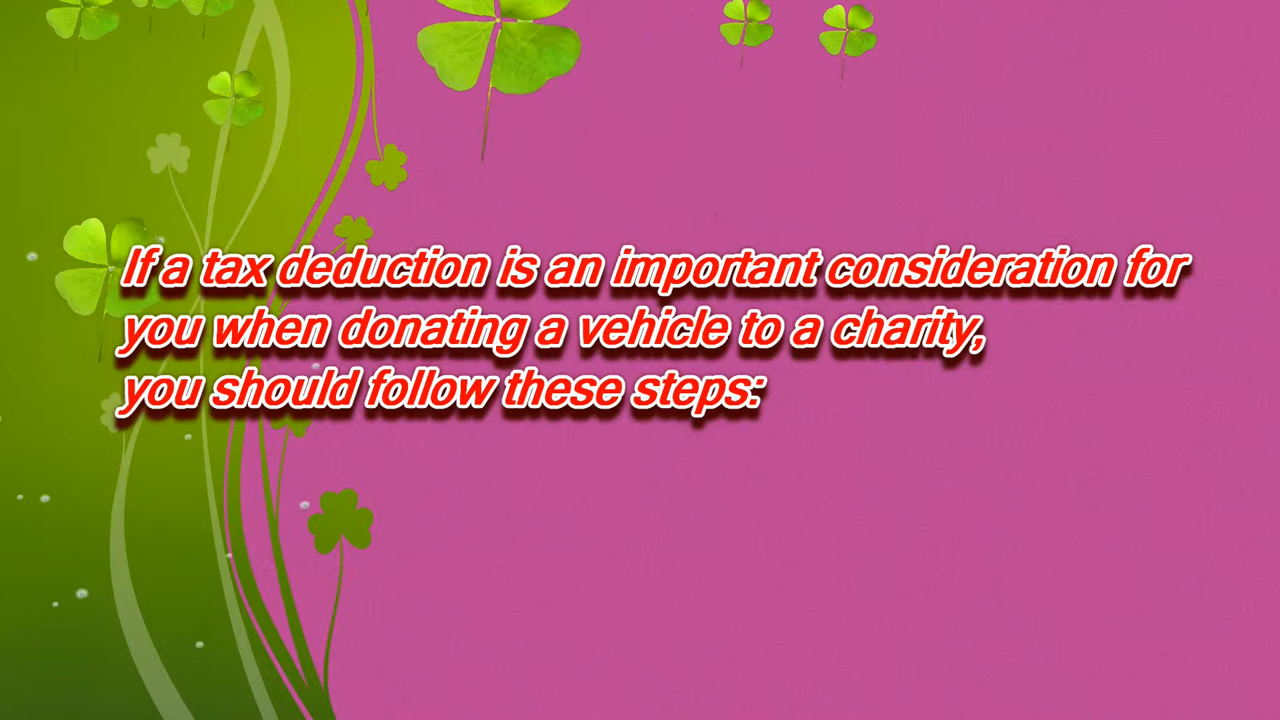 If a tax deduction is an important consideration for
you when donating a vehicle to a charity,
you should follow these steps: